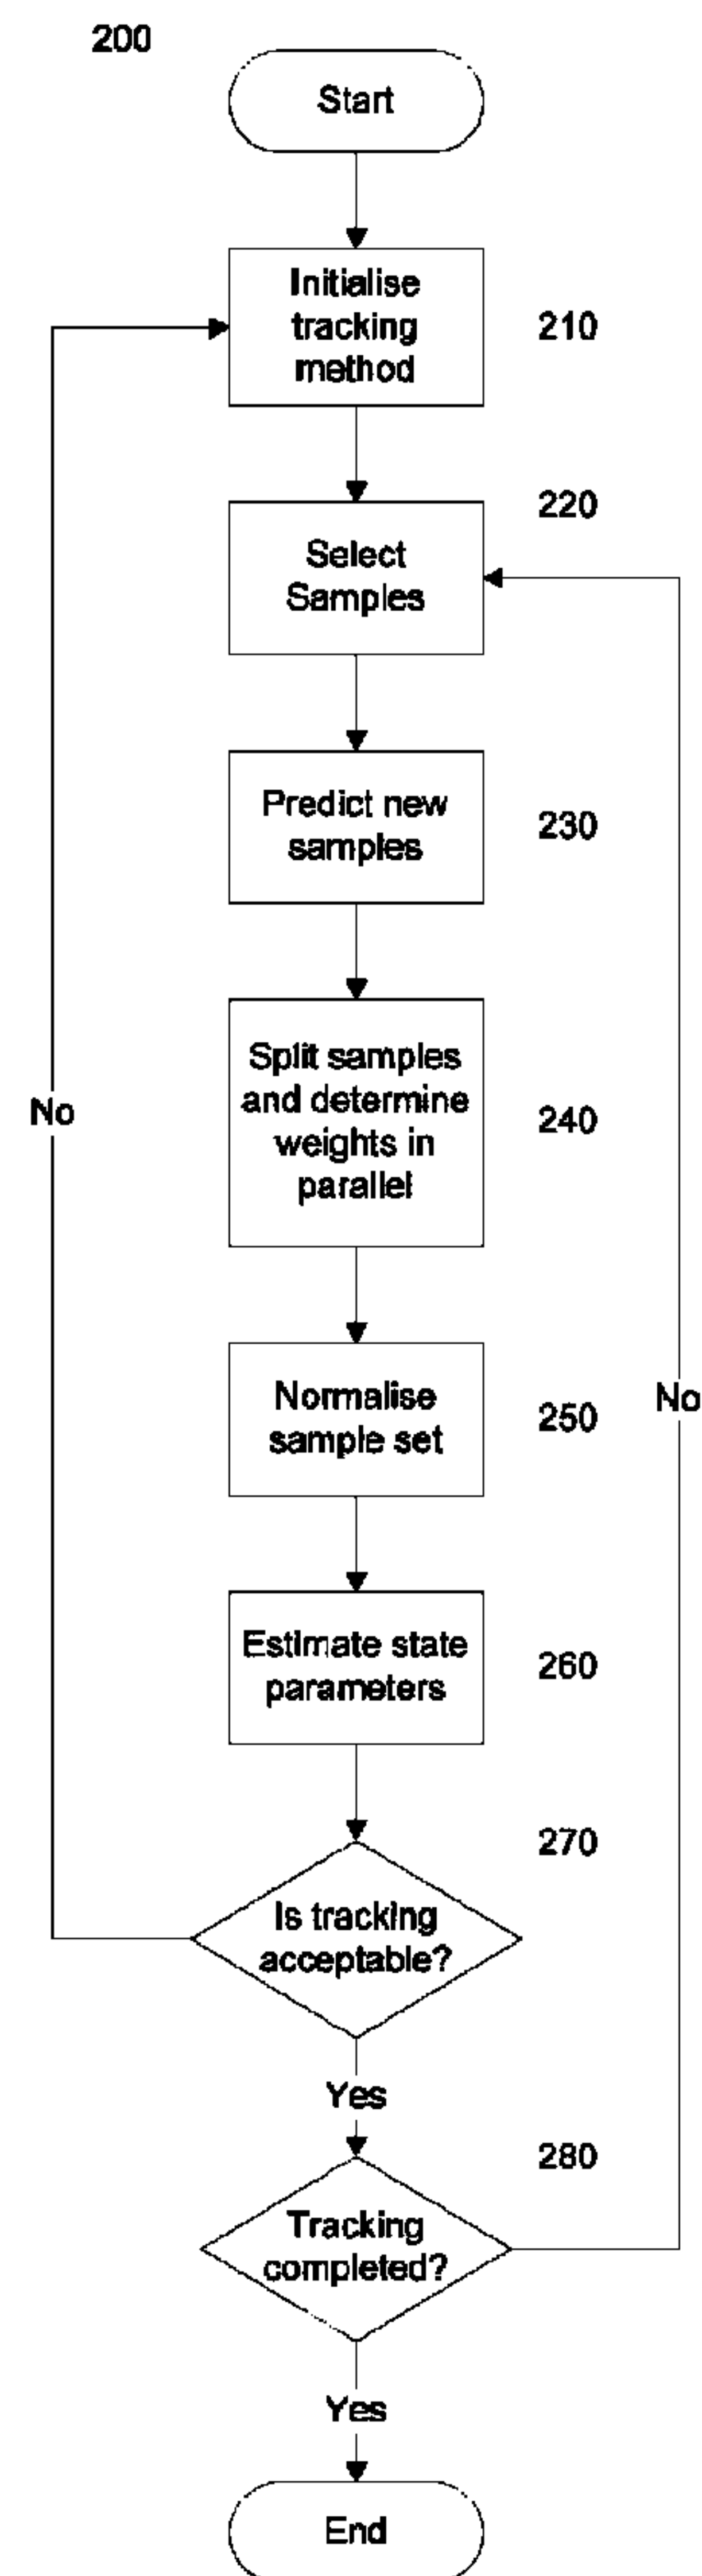 200
Start
Initialise
tracking
method
210
220
Select
Samples
Predict new
samples
230
Split samples
and determine
weights in
parallel
240
No
Normalise
sample set
250
No
Estimate state
parameters
260
270
Is tracking
acceptable?
Yes
280
Tracking
completed?
Yes
End